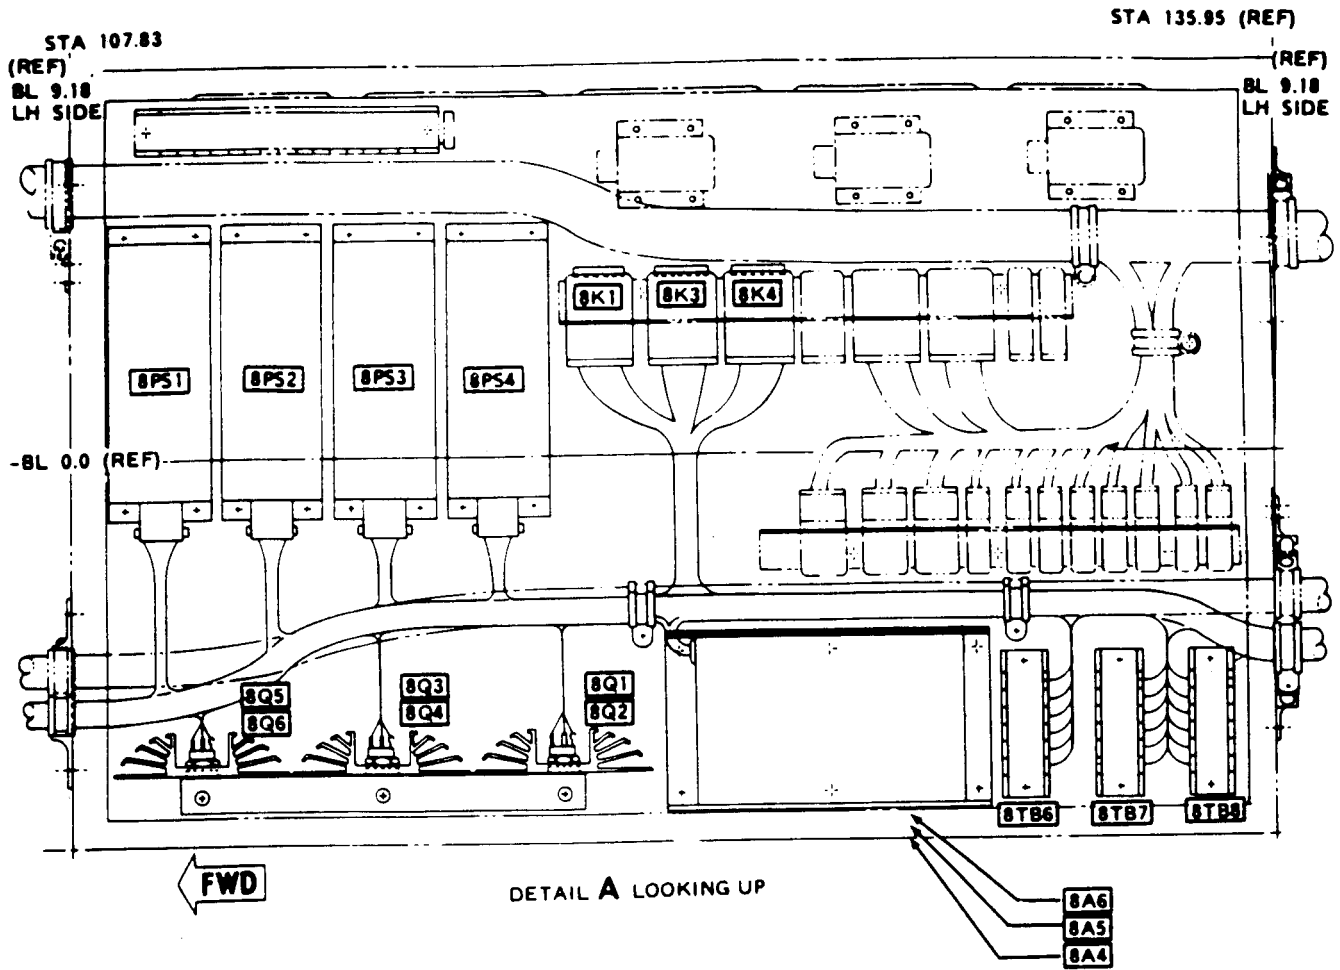 STA 135.95 (REF)
STA 107.83
(REF)
(REF)
BL 9.18
LH SIDE
BL 9.18
LH SIDE
8K1
8K3
8K4
8PS1
8PS2
8PS3
8PS4
-BL 0.0 (REF)
8Q5
8Q6
8Q3
8Q4
8Q1
8Q2
8TB6
8TB7
8TB8
FWD
DETAIL A LOOKING UP
8A6
8A5
8A4